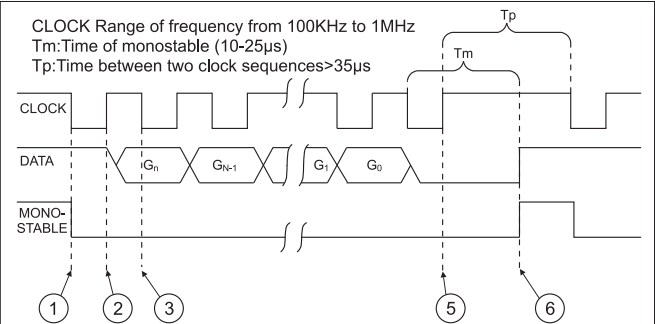 CLOCK Range of frequency from 100KHz to 1MHz
Tm:Time of monostable (10-25µs)
Tp:Time between two clock sequences>35µs
Tp
Tm
CLOCK
DATA
Gₙ
G_N-1
G₁
G₀
MONO-
STABLE
1
2
3
5
6